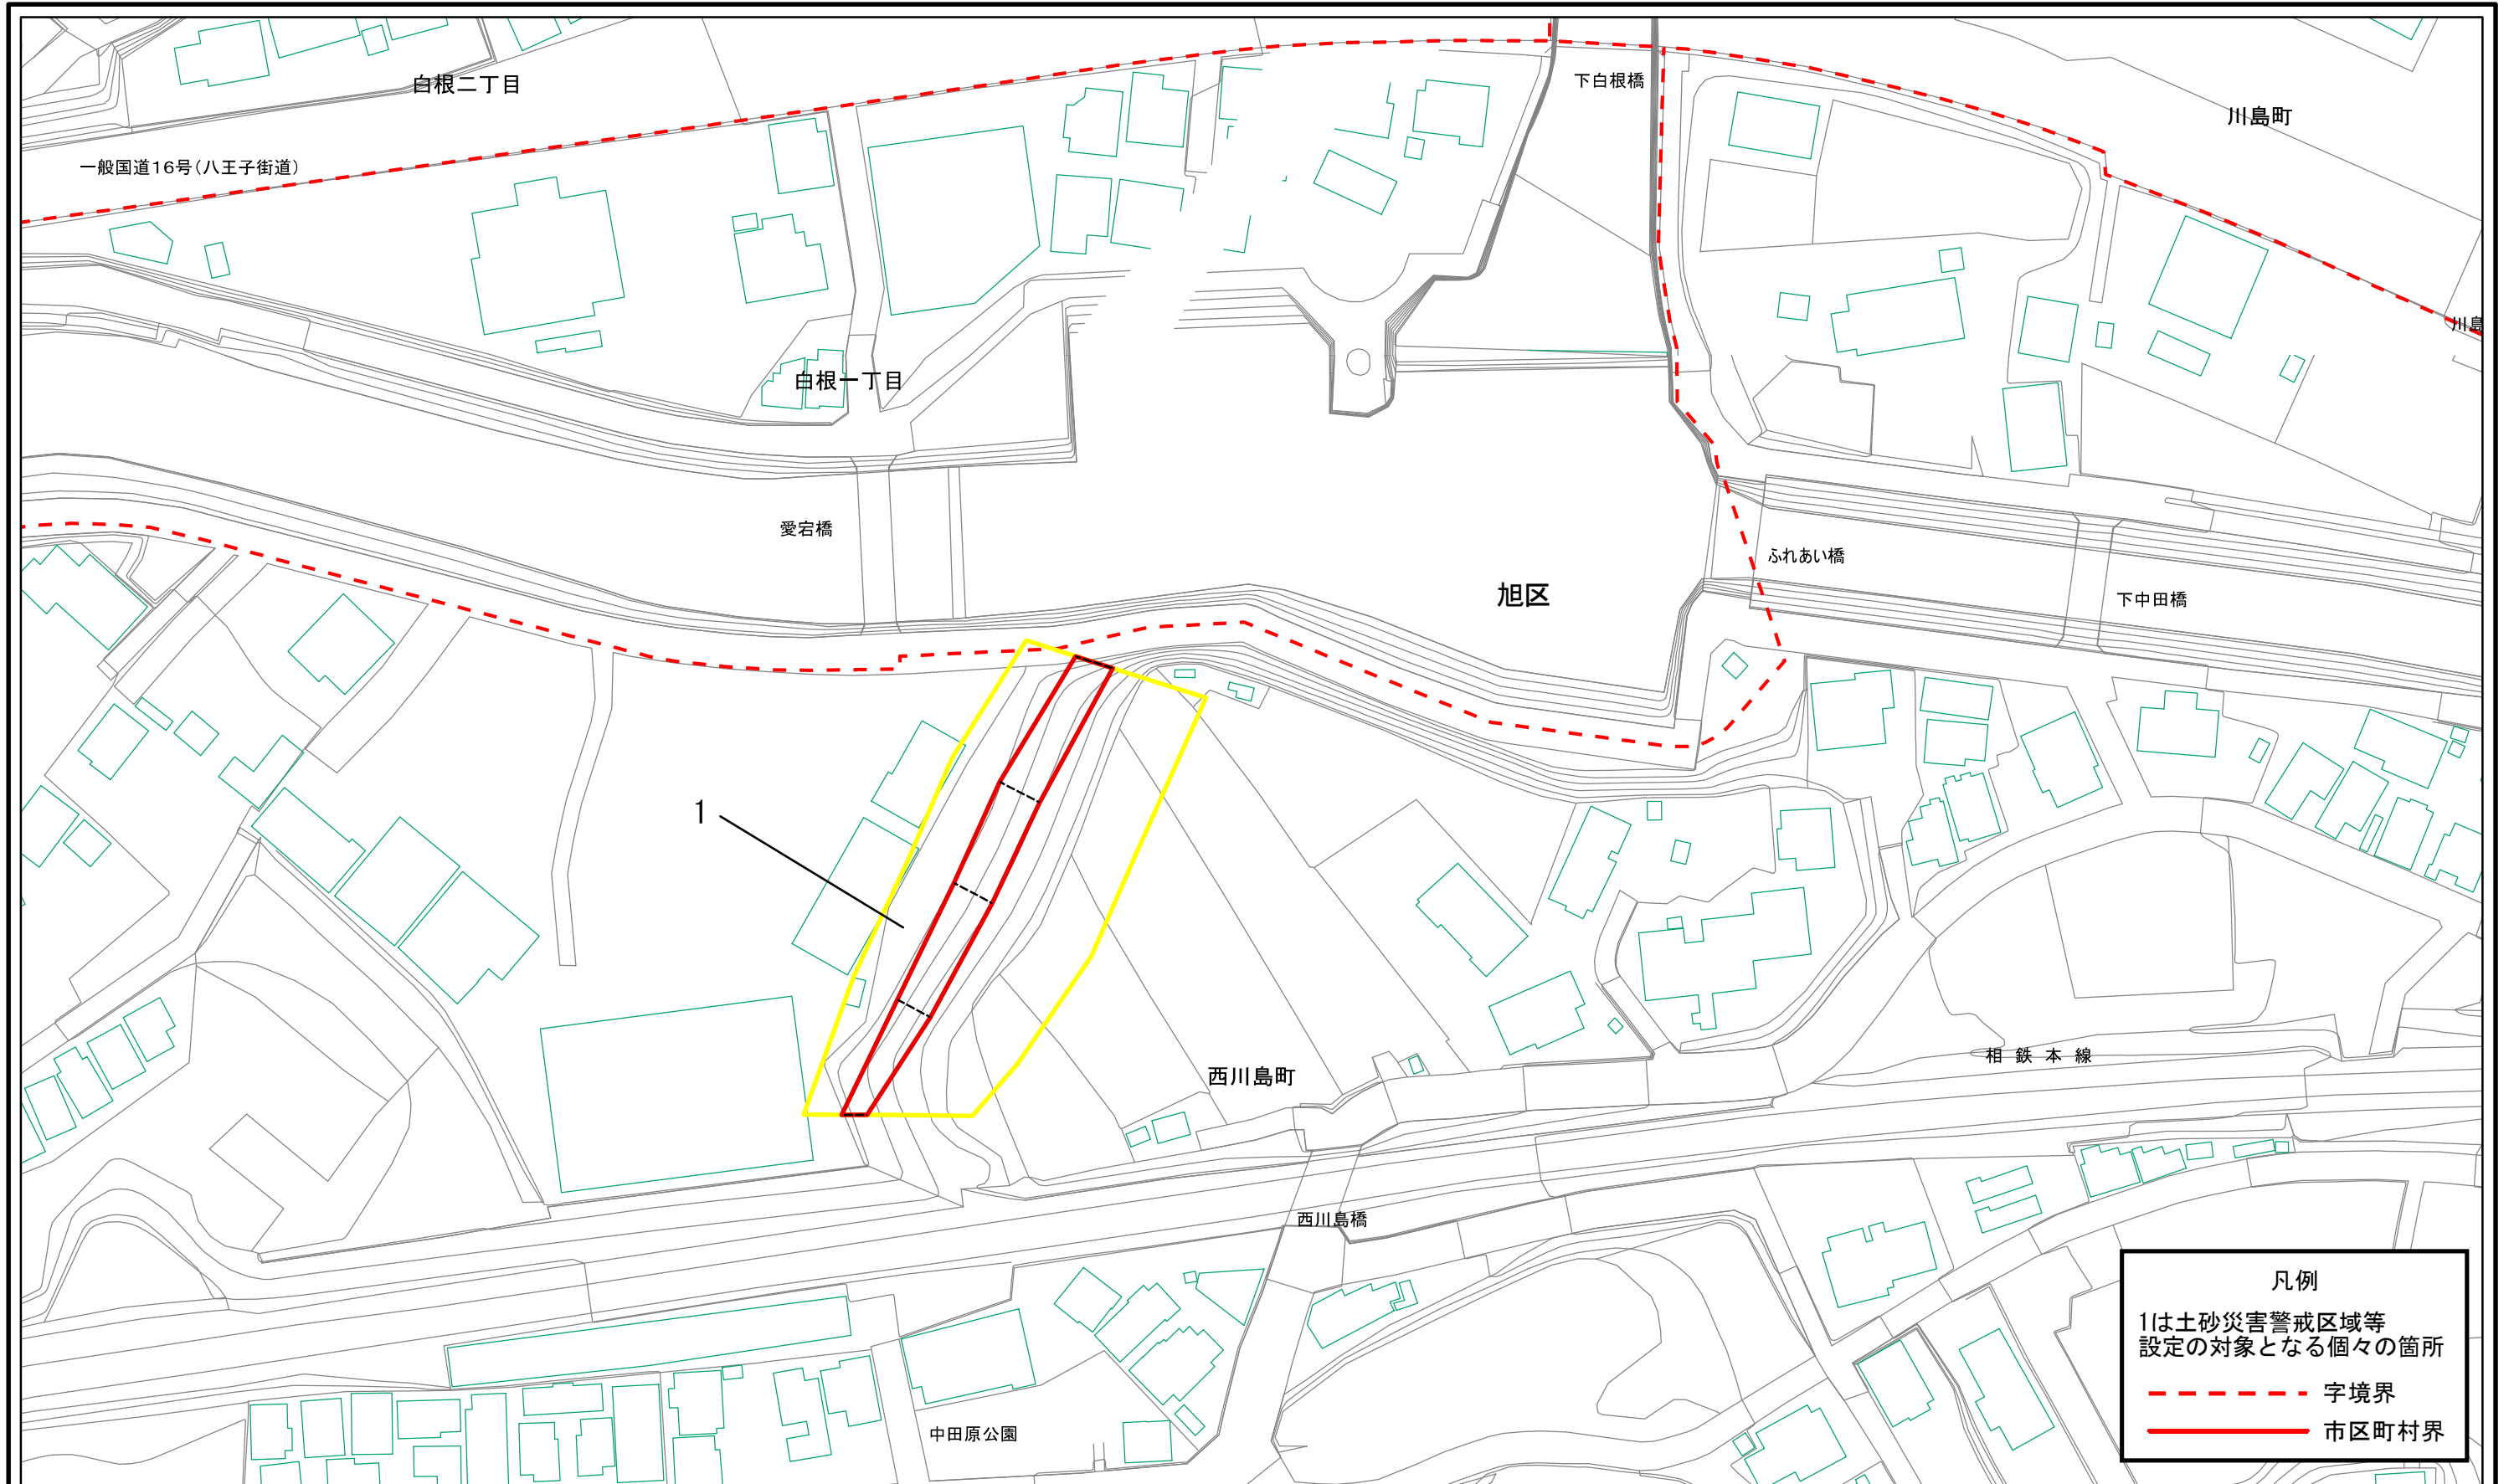 白根二丁目
下白根橋
川島町
一般国道16号(八王子街道)
川島
白根一丁目
愛宕橋
ふれあい橋
旭区
下中田橋
1
相鉄本線
西川島町
西川島橋
中田原公園
凡例
1は土砂災害警戒区域等
設定の対象となる個々の箇所
字境界
市区町村界